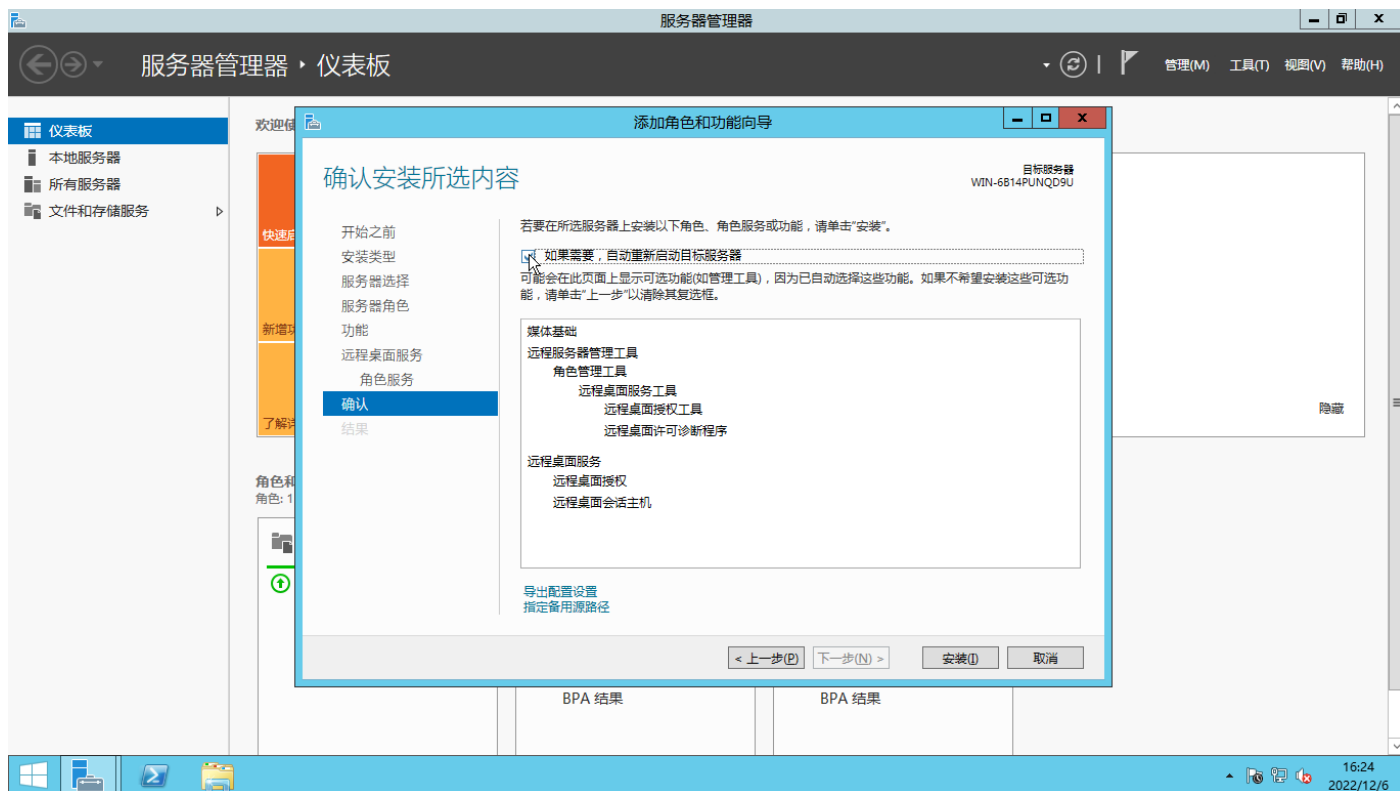 服务器管理器
服务器管理器 · 仪表板
管理(M) 工具(T) 视图(V) 帮助(H)
仪表板
本地服务器
所有服务器
文件和存储服务
欢迎使
快速启
新增功
了解详
隐藏
角色和
角色: 1
添加角色和功能向导
确认安装所选内容
目标服务器
WIN-6B14PUNQD9U
开始之前
安装类型
服务器选择
服务器角色
功能
远程桌面服务
角色服务
确认
结果
若要在所选服务器上安装以下角色、角色服务或功能，请单击"安装"。
如果需要，自动重新启动目标服务器
可能会在此页面上显示可选功能(如管理工具)，因为已自动选择这些功能。如果不希望安装这些可选功
能，请单击"上一步"以清除其复选框。
媒体基础
远程服务器管理工具
角色管理工具
远程桌面服务工具
远程桌面授权工具
远程桌面许可诊断程序
远程桌面服务
远程桌面授权
远程桌面会话主机
导出配置设置
指定备用源路径
< 上一步(P) 下一步(N) > 安装(I) 取消
BPA 结果 BPA 结果
16:24
2022/12/6